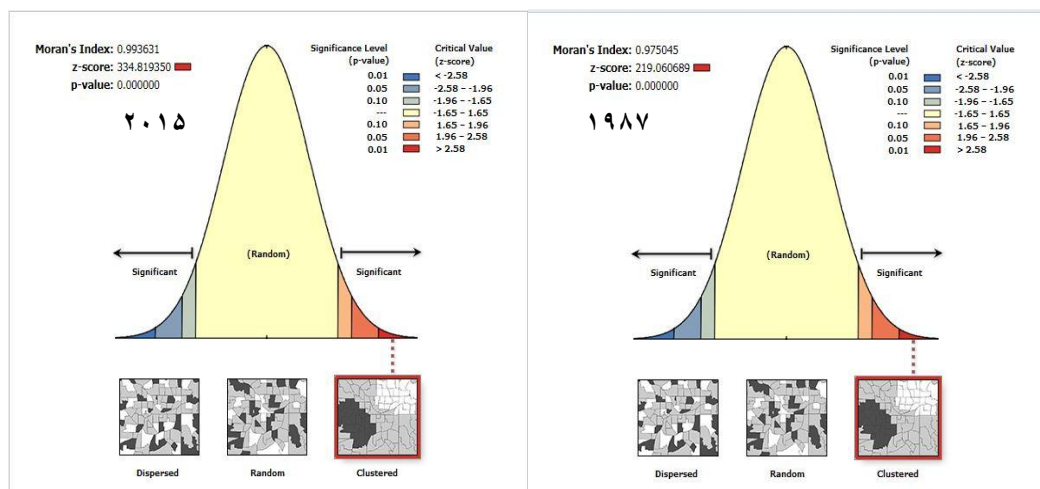 Moran's Index: 0.993631
z-score: 334.819350
p-value: 0.000000
۲۰۱۵
Significance Level (p-value)
Critical Value (z-score)
0.01 < -2.58
0.05 -2.58 – -1.96
0.10 -1.96 – -1.65
--- -1.65 – 1.65
0.10 1.65 – 1.96
0.05 1.96 – 2.58
0.01 > 2.58
(Random)
Significant
Significant
Dispersed
Random
Clustered
Moran's Index: 0.975045
z-score: 219.060689
p-value: 0.000000
۱۹۸۷
Significance Level (p-value)
Critical Value (z-score)
0.01 < -2.58
0.05 -2.58 – -1.96
0.10 -1.96 – -1.65
--- -1.65 – 1.65
0.10 1.65 – 1.96
0.05 1.96 – 2.58
0.01 > 2.58
(Random)
Significant
Significant
Dispersed
Random
Clustered